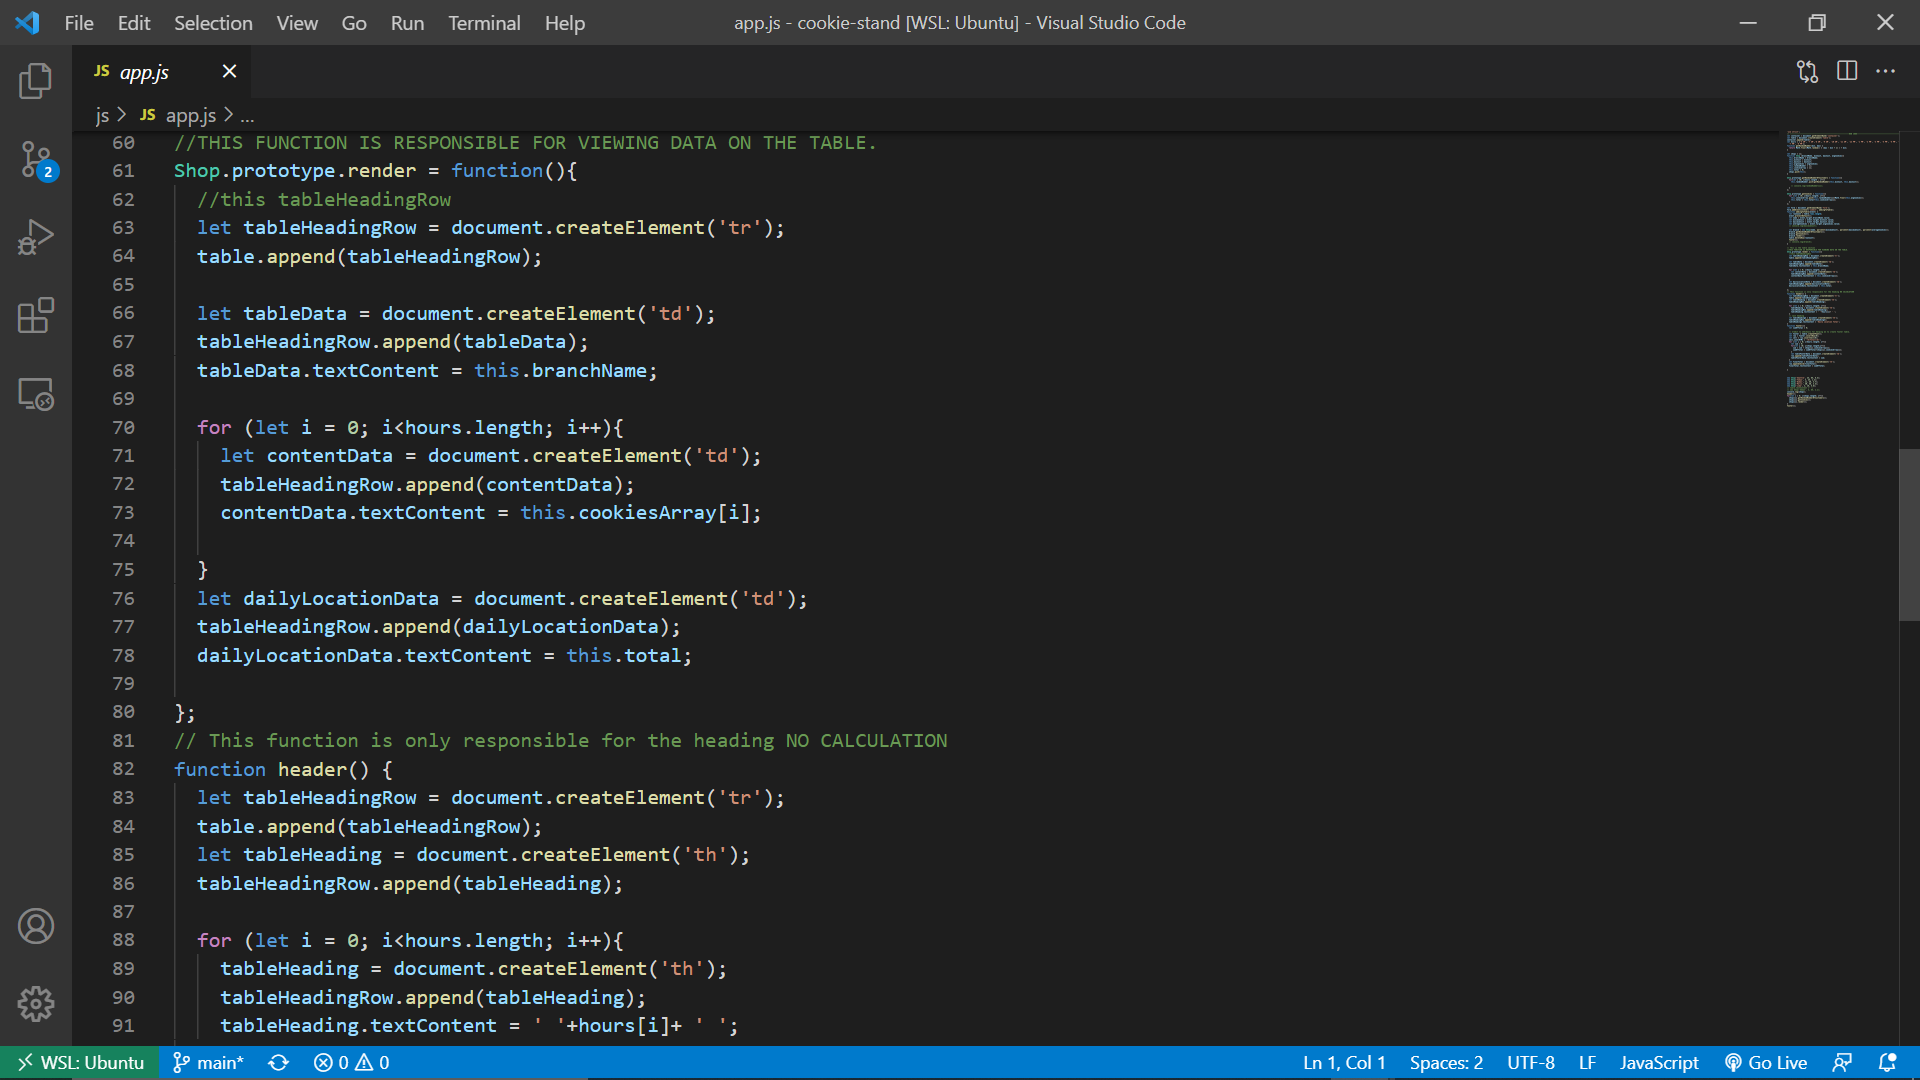 File Edit Selection View Go Run Terminal Help
app.js - cookie-stand [WSL: Ubuntu] - Visual Studio Code
JS app.js
js > JS app.js > ...
2
60 //THIS FUNCTION IS RESPONSIBLE FOR VIEWING DATA ON THE TABLE.
61 Shop.prototype.render = function(){
62 //this tableHeadingRow
63 let tableHeadingRow = document.createElement('tr');
64 table.append(tableHeadingRow);
65
66 let tableData = document.createElement('td');
67 tableHeadingRow.append(tableData);
68 tableData.textContent = this.branchName;
69
70 for (let i = 0; i<hours.length; i++){
71 let contentData = document.createElement('td');
72 tableHeadingRow.append(contentData);
73 contentData.textContent = this.cookiesArray[i];
74
75 }
76 let dailyLocationData = document.createElement('td');
77 tableHeadingRow.append(dailyLocationData);
78 dailyLocationData.textContent = this.total;
79
80 };
81 // This function is only responsible for the heading NO CALCULATION
82 function header() {
83 let tableHeadingRow = document.createElement('tr');
84 table.append(tableHeadingRow);
85 let tableHeading = document.createElement('th');
86 tableHeadingRow.append(tableHeading);
87
88 for (let i = 0; i<hours.length; i++){
89 tableHeading = document.createElement('th');
90 tableHeadingRow.append(tableHeading);
91 tableHeading.textContent = ' '+hours[i]+ ' ';
WSL: Ubuntu main* 0 0 Ln 1, Col 1 Spaces: 2 UTF-8 LF JavaScript Go Live